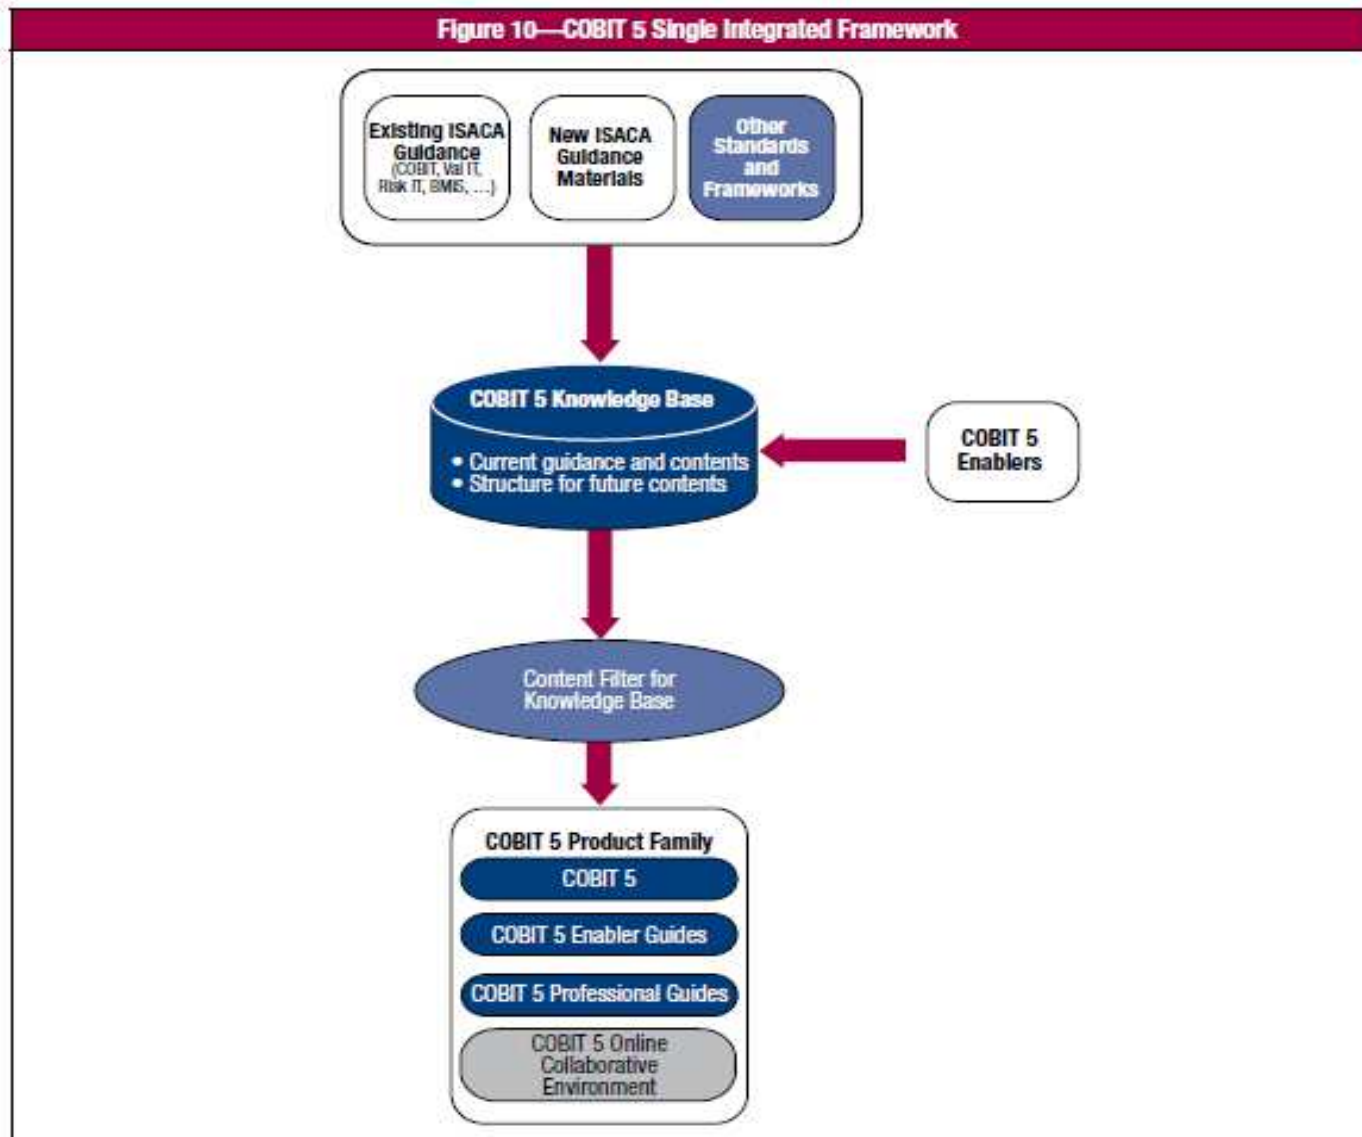 Figure 10—COBIT 5 Single Integrated Framework
Existing ISACA
Guidance
(COBIT, Val IT,
Risk IT, BMIS, …)
New ISACA
Guidance
Materials
Other
Standards
and
Frameworks
COBIT 5 Knowledge Base
• Current guidance and contents
• Structure for future contents
COBIT 5
Enablers
Content Filter for
Knowledge Base
COBIT 5 Product Family
COBIT 5
COBIT 5 Enabler Guides
COBIT 5 Professional Guides
COBIT 5 Online
Collaborative
Environment